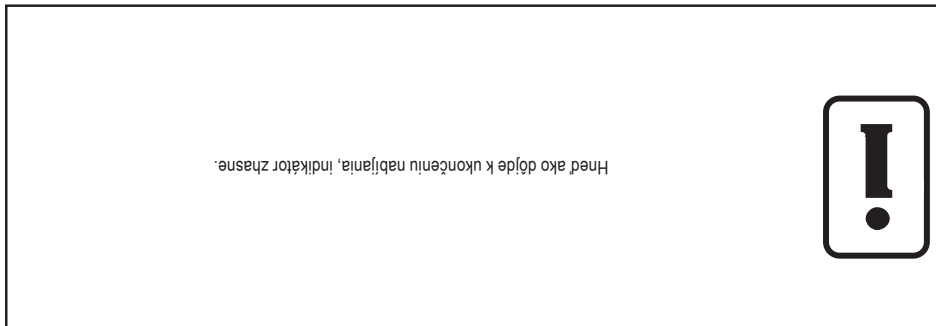 Hneď ako dôjde k ukončeniu nabíjania, indikátor zhasne.
i